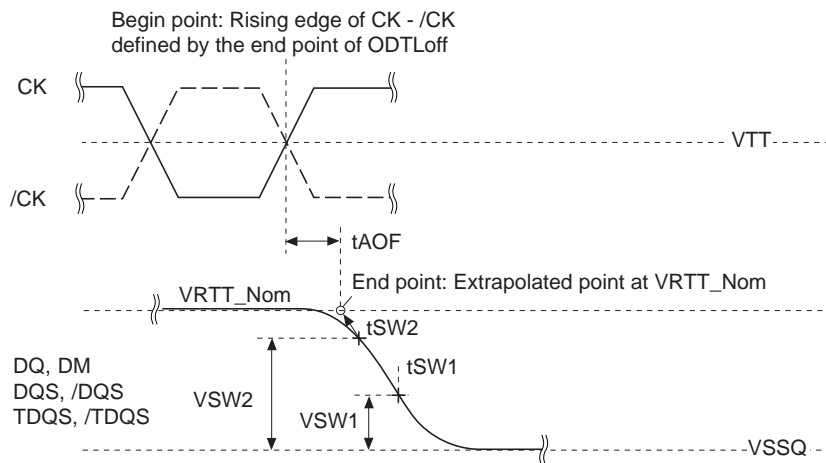 Begin point: Rising edge of CK - /CK
defined by the end point of ODTLoff
CK
VTT
/CK
tAOF
End point: Extrapolated point at VRTT_Nom
VRTT_Nom
tSW2
tSW1
DQ, DM
DQS, /DQS
TDQS, /TDQS
VSW2
VSW1
VSSQ